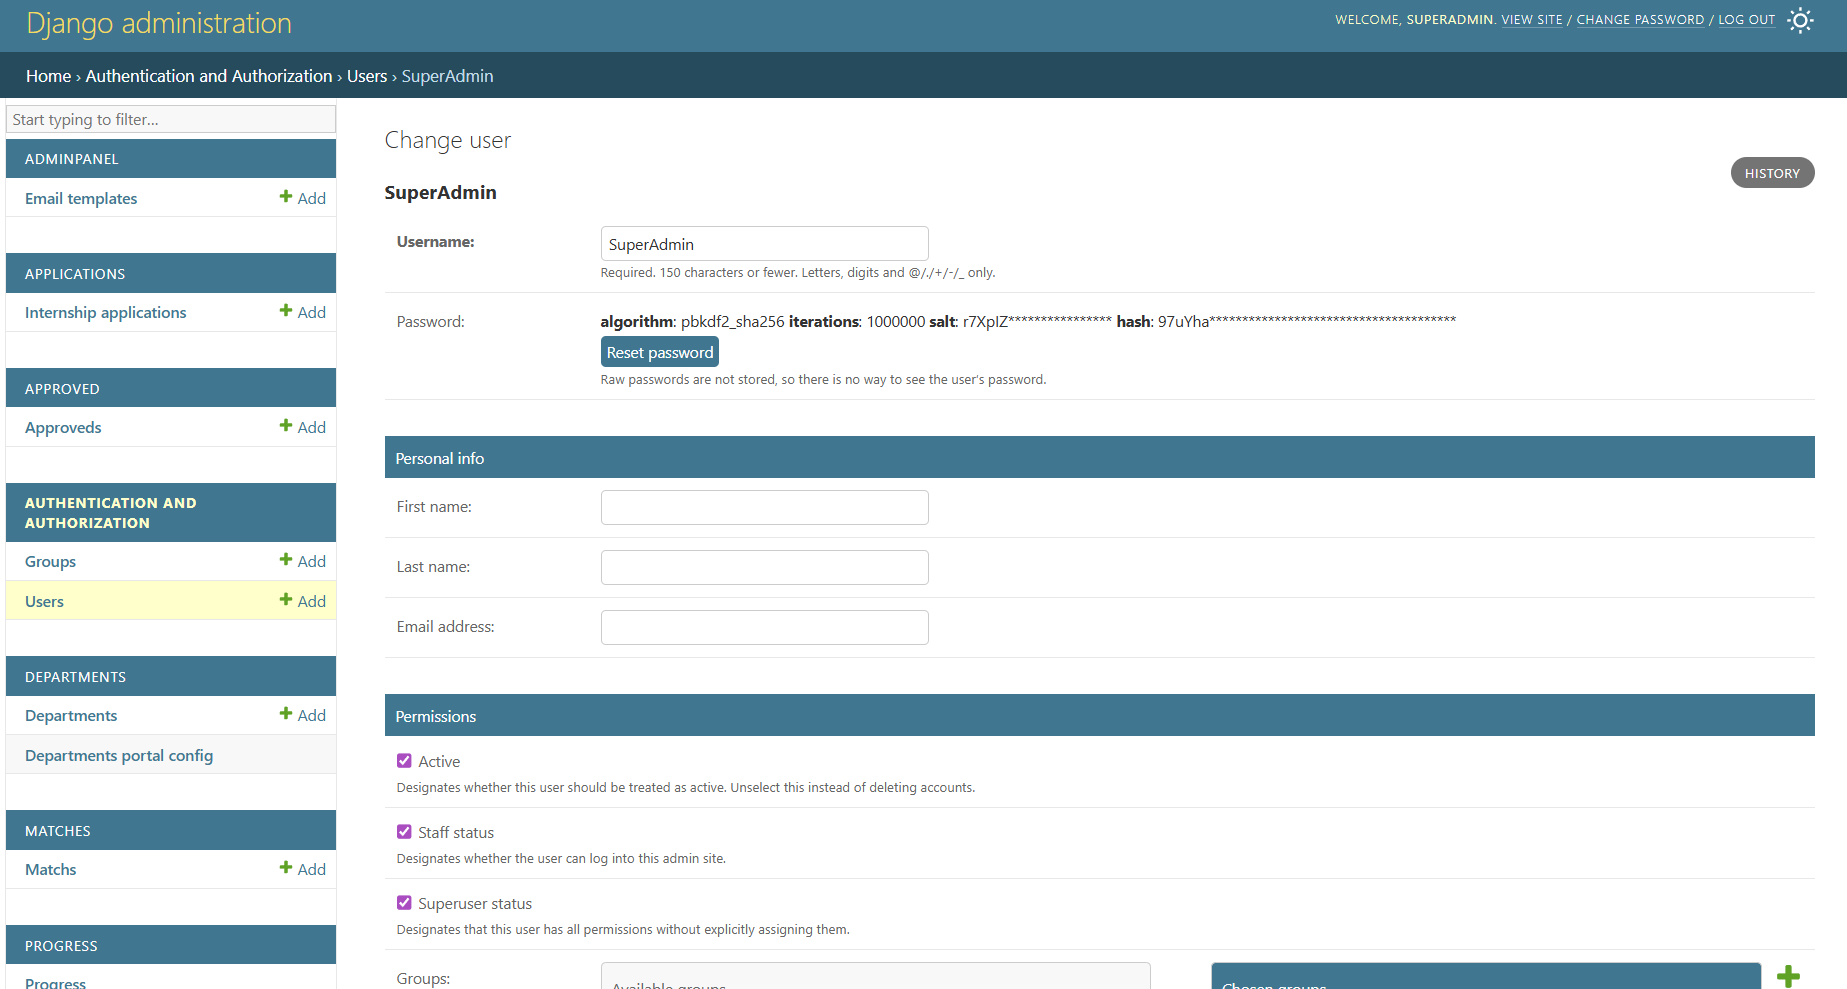 Django administration
WELCOME, SUPERADMIN. VIEW SITE / CHANGE PASSWORD / LOG OUT
Home › Authentication and Authorization › Users › SuperAdmin
Start typing to filter...
ADMINPANEL
Email templates Add
APPLICATIONS
Internship applications Add
APPROVED
Approveds Add
AUTHENTICATION AND
AUTHORIZATION
Groups Add
Users Add
DEPARTMENTS
Departments Add
Departments portal config
MATCHES
Matchs Add
PROGRESS
Progress
Change user
HISTORY
SuperAdmin
Username: SuperAdmin
Required. 150 characters or fewer. Letters, digits and @/./+/-/_ only.
Password: algorithm: pbkdf2_sha256 iterations: 1000000 salt: r7XpIZ**************** hash: 97uYha**************************************
Reset password
Raw passwords are not stored, so there is no way to see the user's password.
Personal info
First name:
Last name:
Email address:
Permissions
Active
Designates whether this user should be treated as active. Unselect this instead of deleting accounts.
Staff status
Designates whether the user can log into this admin site.
Superuser status
Designates that this user has all permissions without explicitly assigning them.
Groups: Available groups Chosen groups